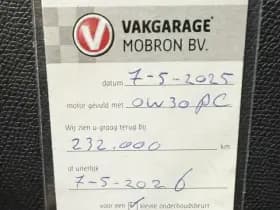 VAKGARAGE
MOBRON BV.
datum 7-5-2025
motor gevuld met 0W30 PC
Wij zien u graag terug bij
232.000 km
of uiterlijk
7-5-2026
voor een kleine onderhoudsbeurt